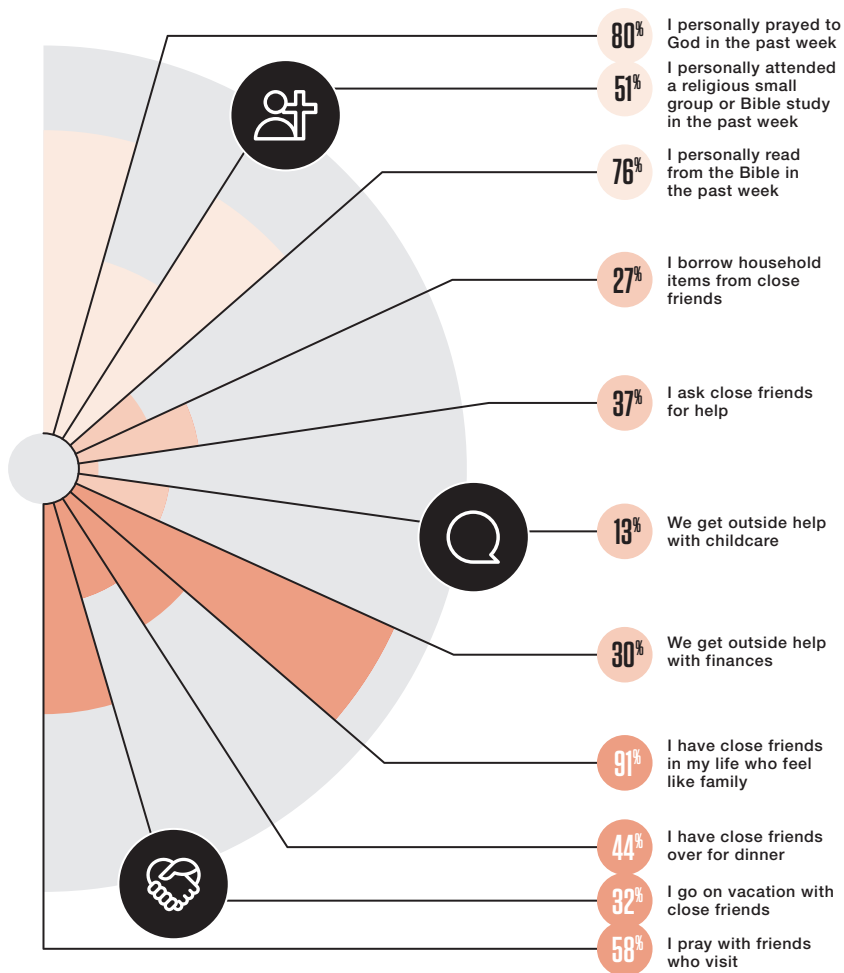 80%
I personally prayed to
God in the past week
51%
I personally attended
a religious small
group or Bible study
in the past week
76%
I personally read
from the Bible in
the past week
27%
I borrow household
items from close
friends
37%
I ask close friends
for help
13%
We get outside help
with childcare
30%
We get outside help
with finances
91%
I have close friends
in my life who feel
like family
44%
I have close friends
over for dinner
32%
I go on vacation with
close friends
58%
I pray with friends
who visit